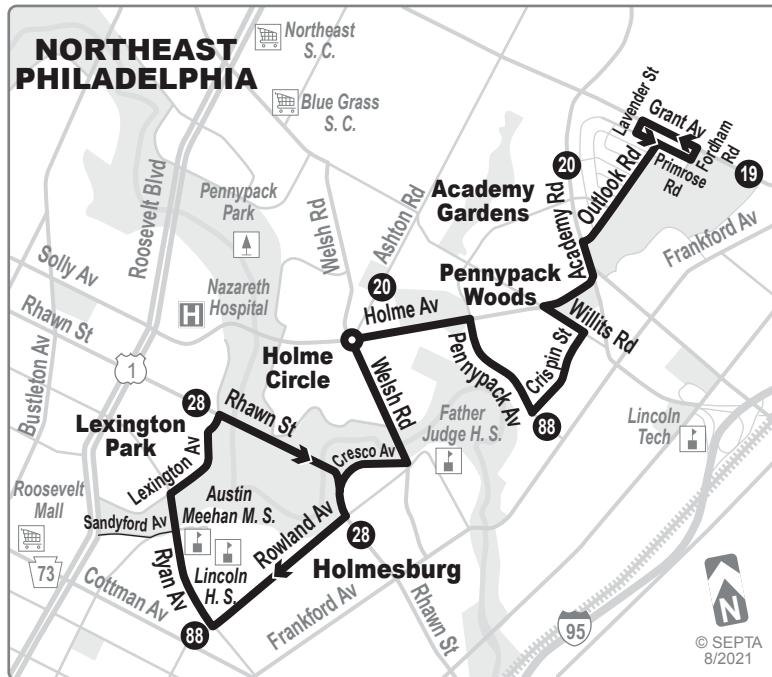 NORTHEAST
PHILADELPHIA
Northeast
S. C.
Blue Grass
S. C.
Lavender St
Grant Av
Fordham
Rd
Primrose
Rd
19
20
Outlook Rd
Academy Rd
Academy
Gardens
Frankford Av
Roosevelt Blvd
Pennypack
Park
Welsh Rd
Ashton Rd
Solly Av
Rhawn St
Nazareth
Hospital
H
20
Holme Av
Pennypack
Woods
Willits Rd
Bustleton Av
1
Holme
Circle
Welsh Rd
Pennypack Av
Crispin St
88
28
Rhawn St
Lexington
Park
Father
Judge H. S.
Lincoln
Tech
Cresco Av
Lexington Av
Roosevelt
Mall
Austin
Meehan M. S.
Sandyford Av
Rowland Av
28
Lincoln
H. S.
Ryan Av
Holmesburg
73
Cottman Av
88
Frankford Av
Rhawn St
95
N
© SEPTA
8/2021